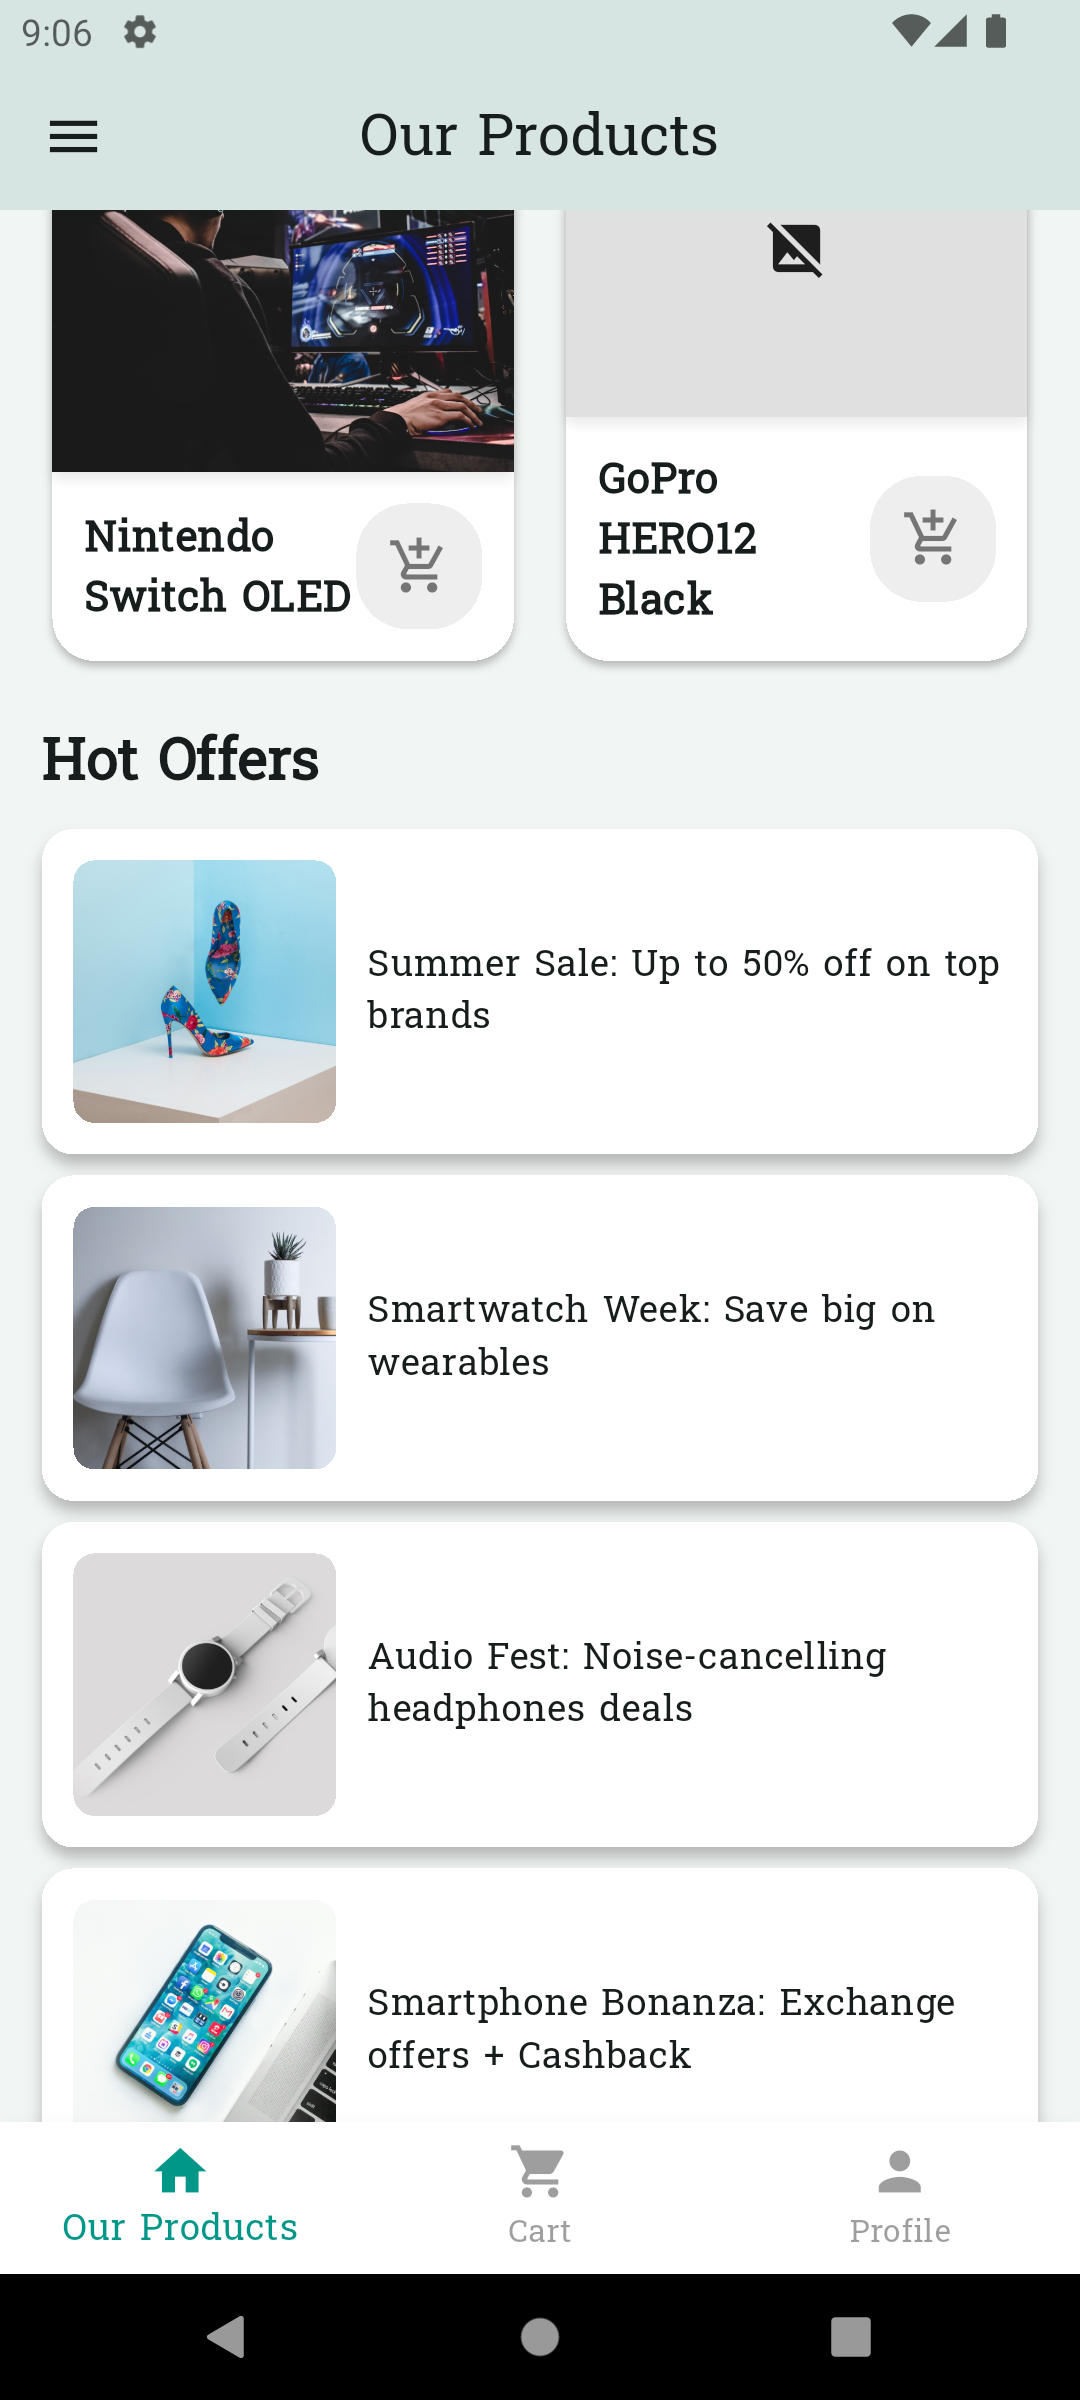 9:06
Our Products
Nintendo
Switch OLED
GoPro
HERO12
Black
Hot Offers
Summer Sale: Up to 50% off on top
brands
Smartwatch Week: Save big on
wearables
Audio Fest: Noise-cancelling
headphones deals
Smartphone Bonanza: Exchange
offers + Cashback
Our Products
Cart
Profile